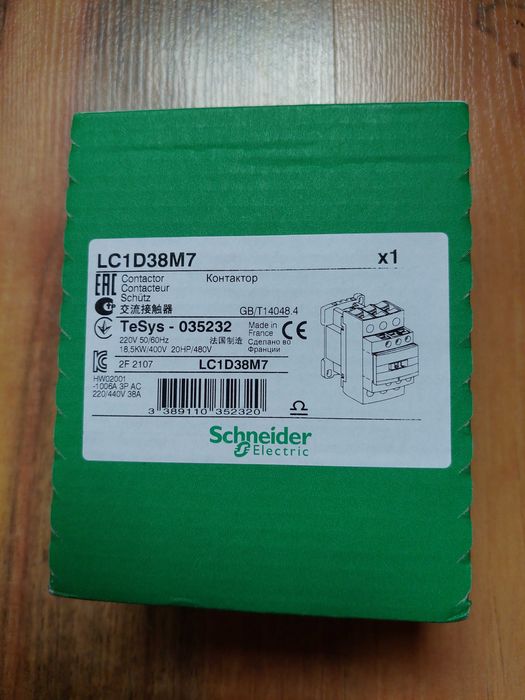 LC1D38M7 x1
EAC Contactor Контактор
Contacteur
Schütz
交流接触器 GB/T14048.4
TeSys - 035232 Made in France CE
220V 50/60Hz 法国制造 Сделано во Франции
18,5KW/400V 20HP/480V
2F 2107 LC1D38M7
HW02001
-1006A 3P AC
220/440V 38A
3 389110 352320
Schneider
Electric